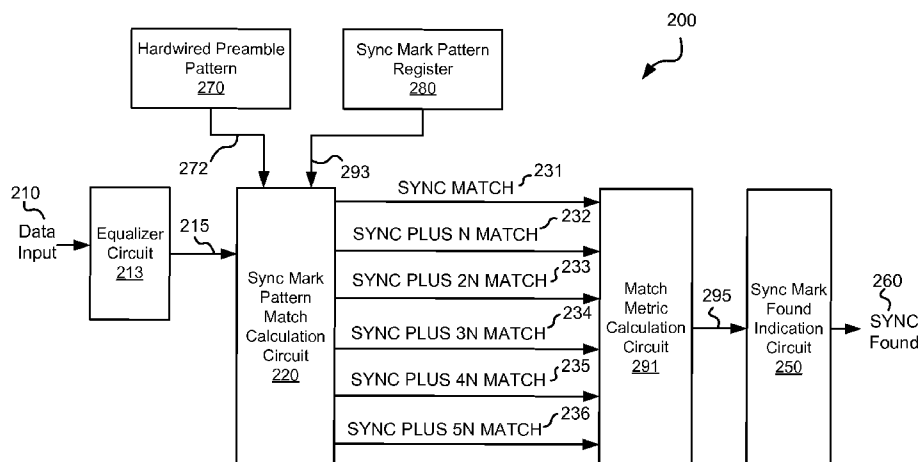 200
Hardwired Preamble
Pattern
270
Sync Mark Pattern
Register
280
272
293
210
Data
Input
Equalizer
Circuit
213
215
Sync Mark
Pattern
Match
Calculation
Circuit
220
SYNC MATCH 231
SYNC PLUS N MATCH 232
SYNC PLUS 2N MATCH 233
SYNC PLUS 3N MATCH 234
SYNC PLUS 4N MATCH 235
SYNC PLUS 5N MATCH 236
Match
Metric
Calculation
Circuit
291
295
Sync Mark
Found
Indication
Circuit
250
260
SYNC
Found